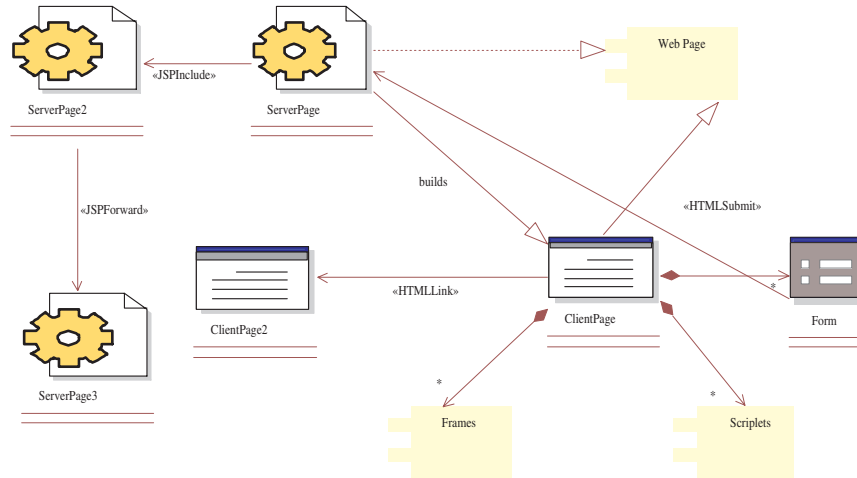 Web Page
«JSPInclude»
ServerPage2
ServerPage
builds
«JSPForward»
«HTMLSubmit»
«HTMLLink»
*
ClientPage2
ClientPage
Form
ServerPage3
*
*
Frames
Scriplets